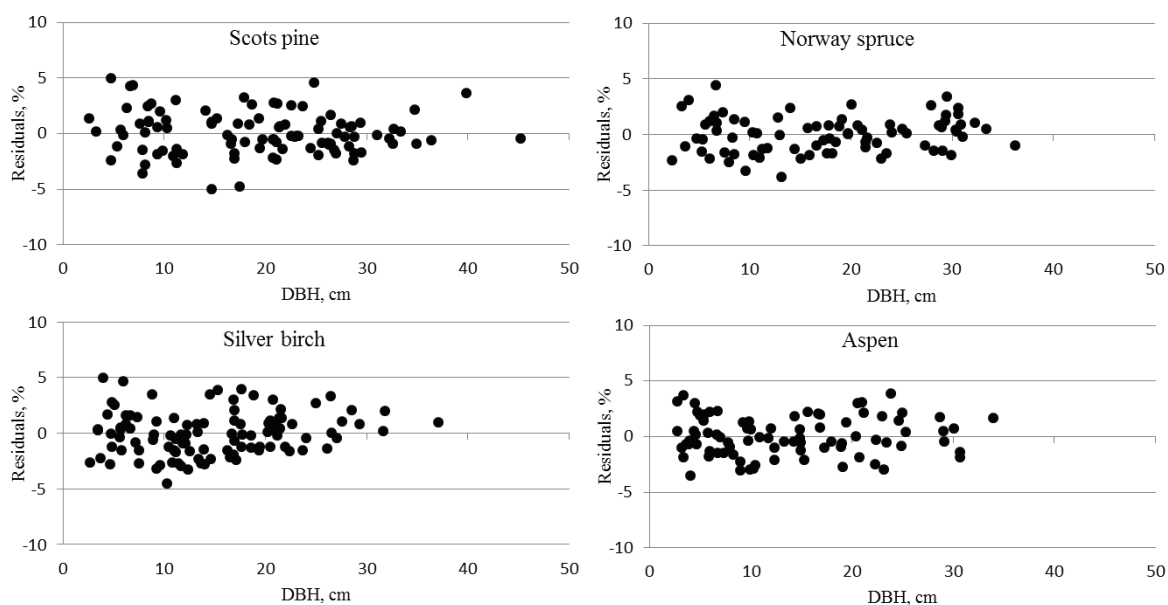 Scots pine
Residuals, %
10
5
0
-5
-10
0 10 20 30 40 50
DBH, cm
Norway spruce
Residuals, %
10
5
0
-5
-10
0 10 20 30 40 50
DBH, cm
Silver birch
Residuals, %
10
5
0
-5
-10
0 10 20 30 40 50
DBH, cm
Aspen
Residuals, %
10
5
0
-5
-10
0 10 20 30 40 50
DBH, cm